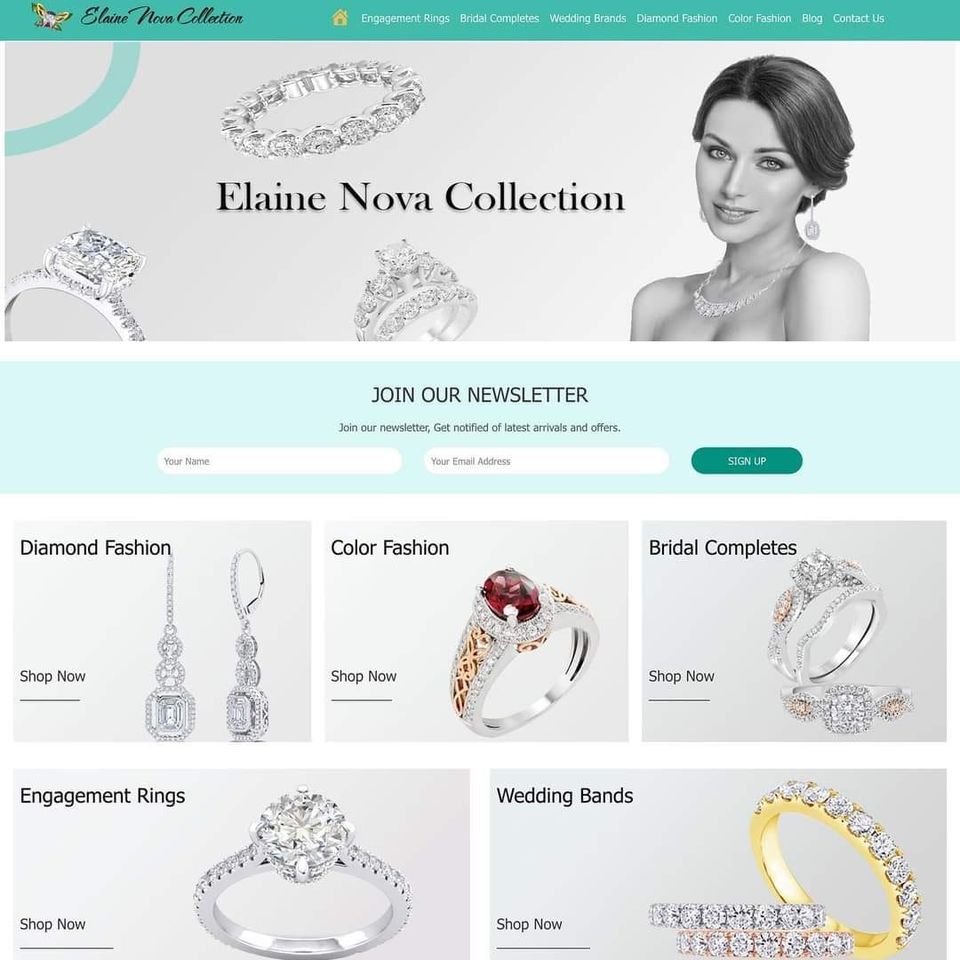 Elaine Nova Collection
Engagement Rings Bridal Completes Wedding Brands Diamond Fashion Color Fashion Blog Contact Us
Elaine Nova Collection
JOIN OUR NEWSLETTER
Join our newsletter, Get notified of latest arrivals and offers.
Your Name Your Email Address SIGN UP
Diamond Fashion
Shop Now
Color Fashion
Shop Now
Bridal Completes
Shop Now
Engagement Rings
Shop Now
Wedding Bands
Shop Now